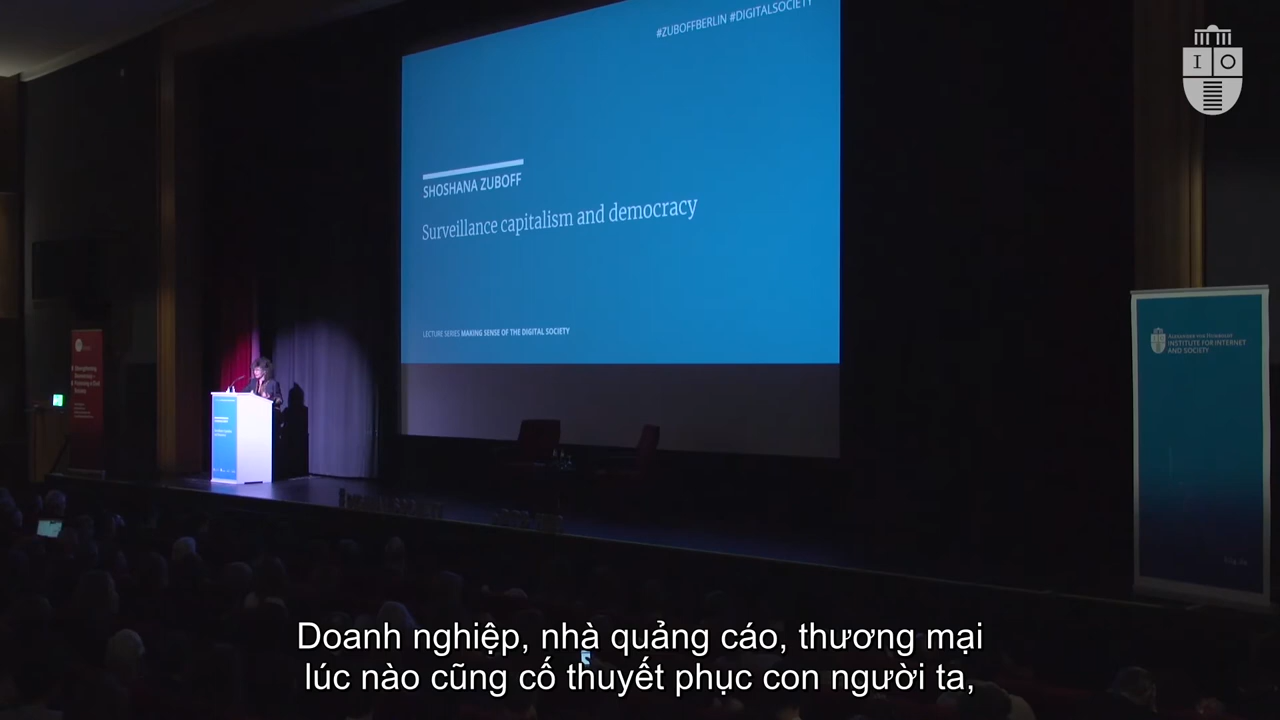 #ZUBOFFBERLIN #DIGITALSOCIETY
I O
SHOSHANA ZUBOFF
Surveillance capitalism and democracy
LECTURE SERIES MAKING SENSE OF THE DIGITAL SOCIETY
INSTITUTE FOR INTERNET
AND SOCIETY
Doanh nghiệp, nhà quảng cáo, thương mại
lúc nào cũng cố thuyết phục con người ta,